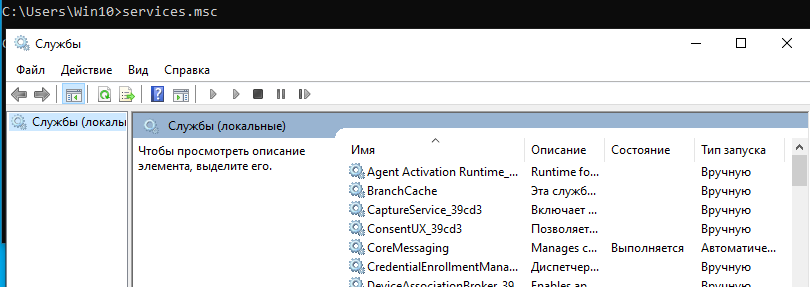 C:\Users\Win10>services.msc
Службы
Файл Действие Вид Справка
Службы (локаль
Службы (локальные)
Чтобы просмотреть описание элемента, выделите его.
Имя Описание Состояние Тип запуска
Agent Activation Runtime_... Runtime fo... Вручную
BranchCache Эта служб... Вручную
CaptureService_39cd3 Включает ... Вручную
ConsentUX_39cd3 Позволяет... Вручную
CoreMessaging Manages c... Выполняется Автоматиче...
CredentialEnrollmentMana... Диспетчер... Вручную
DeviceAssociationBroker_39... Enables ap... Вручную